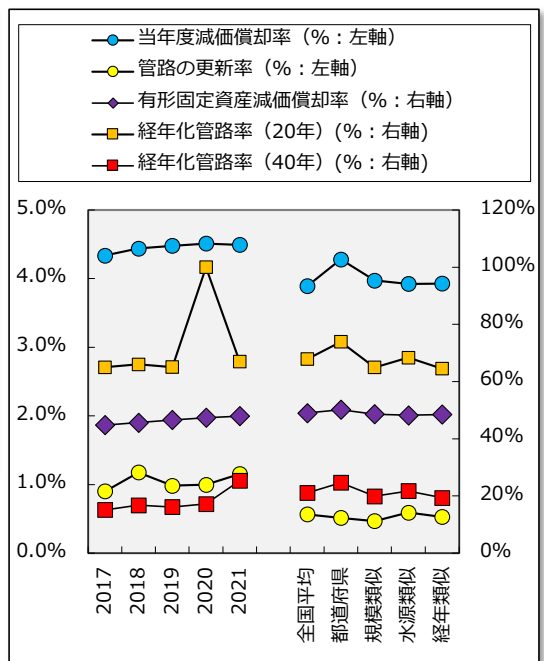 当年度減価償却率（%：左軸）
管路の更新率（%：左軸）
有形固定資産減価償却率（%：右軸）
経年化管路率（20年）(%：右軸)
経年化管路率（40年）(%：右軸)
5.0%
4.0%
3.0%
2.0%
1.0%
0.0%
120%
100%
80%
60%
40%
20%
0%
2017
2018
2019
2020
2021
全国平均
都道府県
規模類似
水源類似
経年類似